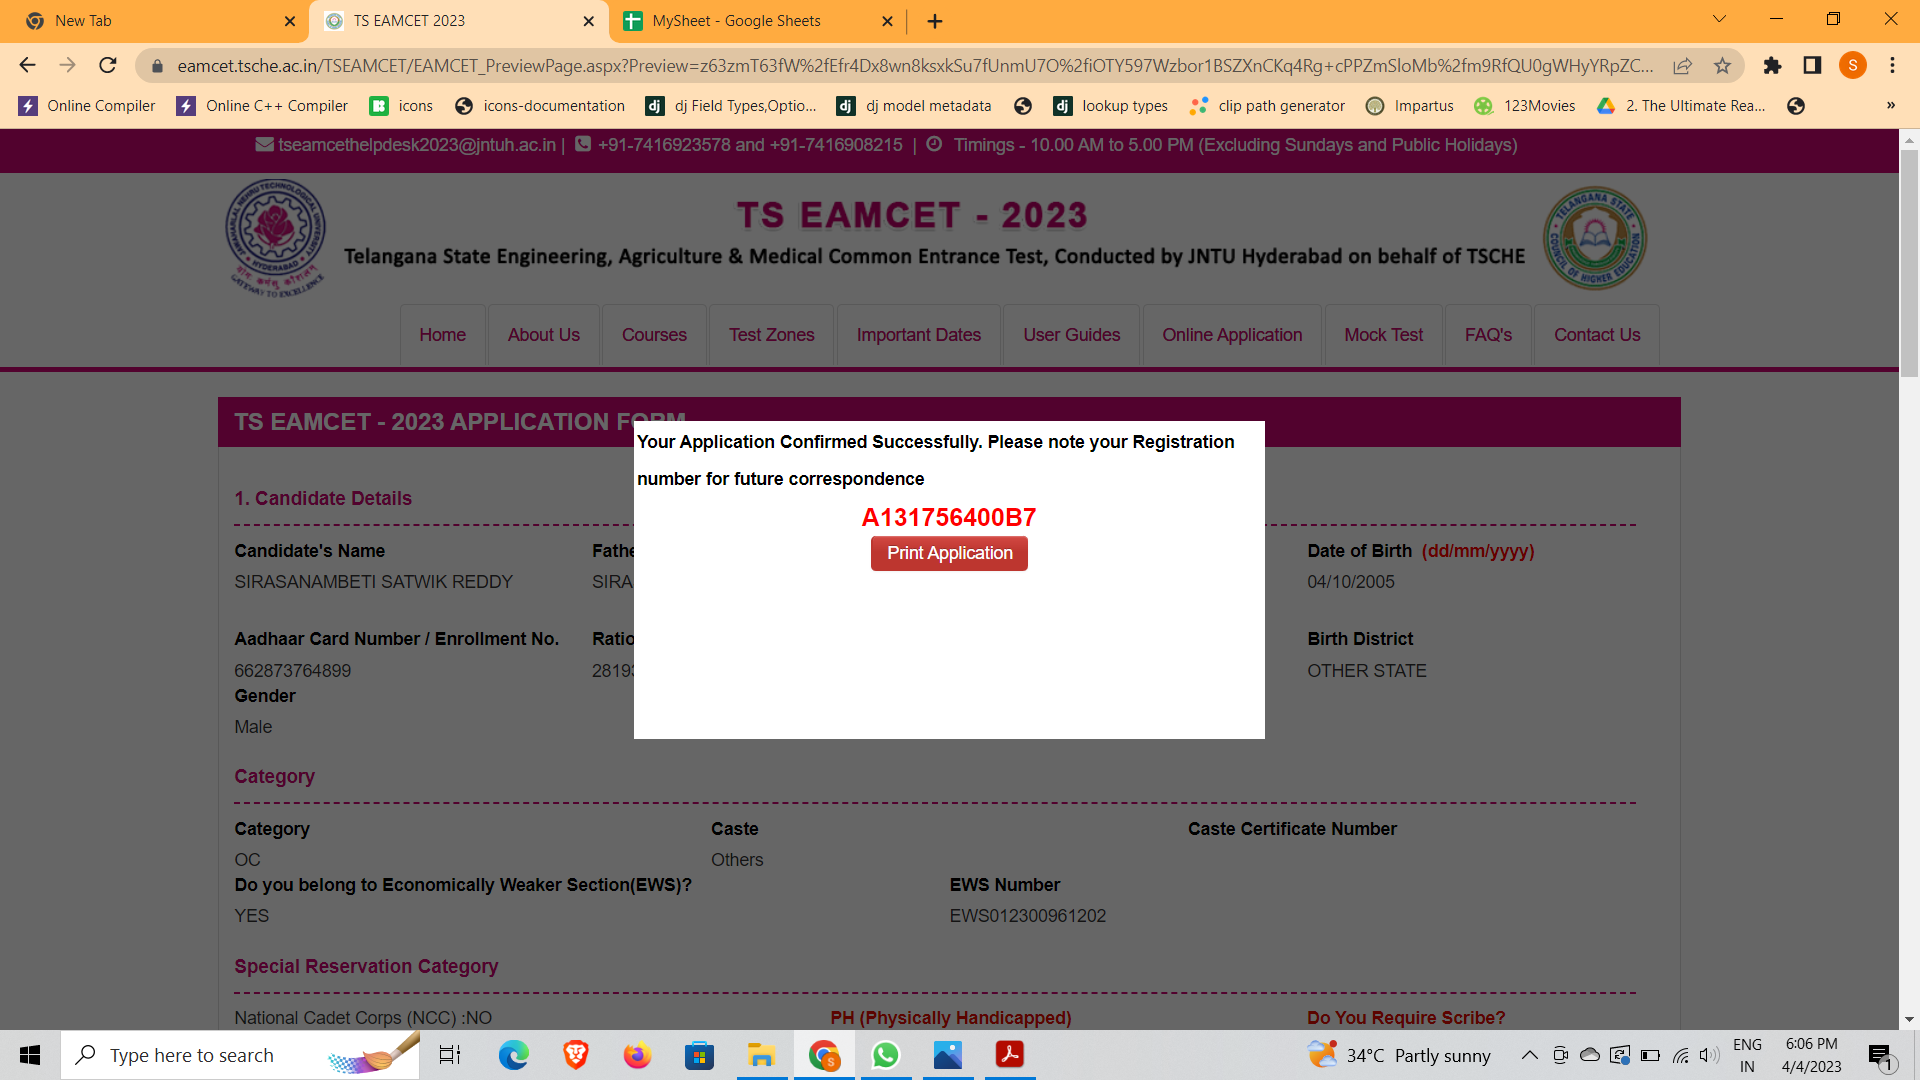 New Tab
TS EAMCET 2023
MySheet - Google Sheets
eamcet.tsche.ac.in/TSEAMCET/EAMCET_PreviewPage.aspx?Preview=z63zmT63fW%2fEfr4Dx8wn8ksxkSu7fUnmU7O%2fiOTY597Wzbor1BSZXnCKq4Rg+cPPZmSloMb%2fm9RfQU0gWHyYRpZC...
S
Online Compiler
Online C++ Compiler
icons
icons-documentation
dj Field Types,Optio...
dj model metadata
lookup types
clip path generator
Impartus
123Movies
2. The Ultimate Rea...
»
tseamcethelpdesk2023@jntuh.ac.in | +91-7416923578 and +91-7416908215 | Timings - 10.00 AM to 5.00 PM (Excluding Sundays and Public Holidays)
TS EAMCET - 2023
Telangana State Engineering, Agriculture & Medical Common Entrance Test, Conducted by JNTU Hyderabad on behalf of TSCHE
Home
About Us
Courses
Test Zones
Important Dates
User Guides
Online Application
Mock Test
FAQ's
Contact Us
TS EAMCET - 2023 APPLICATION FORM
Your Application Confirmed Successfully. Please note your Registration
number for future correspondence
A131756400B7
Print Application
1. Candidate Details
Candidate's Name
Fathe
Date of Birth (dd/mm/yyyy)
SIRASANAMBETI SATWIK REDDY
SIRA
04/10/2005
Aadhaar Card Number / Enrollment No.
Ratio
Birth District
662873764899
2819
OTHER STATE
Gender
Male
Category
Category
Caste
Caste Certificate Number
OC
Others
Do you belong to Economically Weaker Section(EWS)?
EWS Number
YES
EWS012300961202
Special Reservation Category
National Cadet Corps (NCC) :NO
PH (Physically Handicapped)
Do You Require Scribe?
Type here to search
34°C Partly sunny
ENG
IN
6:06 PM
4/4/2023
1